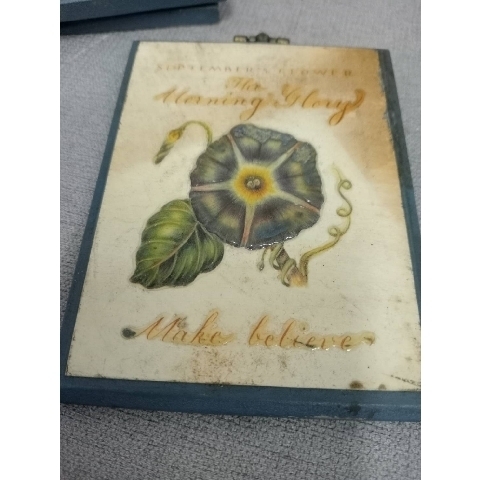 SEPTEMBER'S FLOWER
The
Morning Glory
Make believe